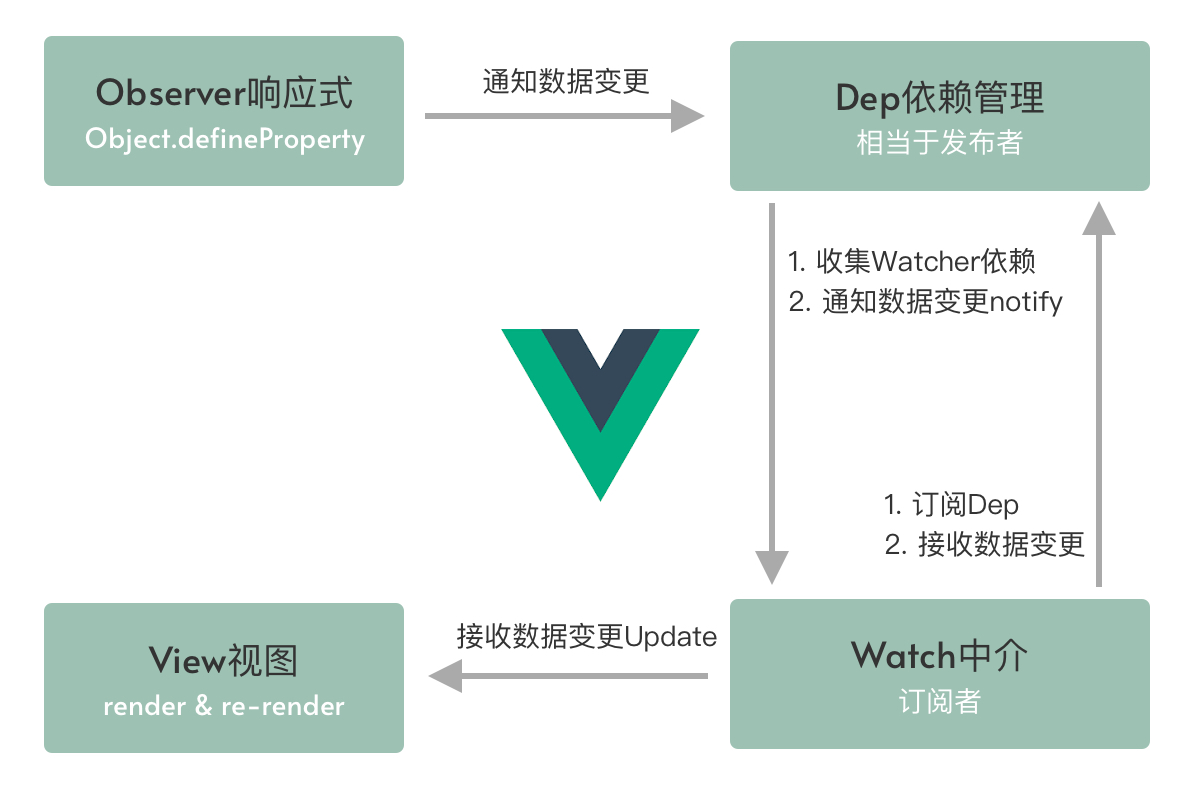 Observer响应式
Object.defineProperty
通知数据变更
Dep依赖管理
相当于发布者
1. 收集Watcher依赖
2. 通知数据变更notify
1. 订阅Dep
2. 接收数据变更
View视图
render & re-render
接收数据变更Update
Watch中介
订阅者